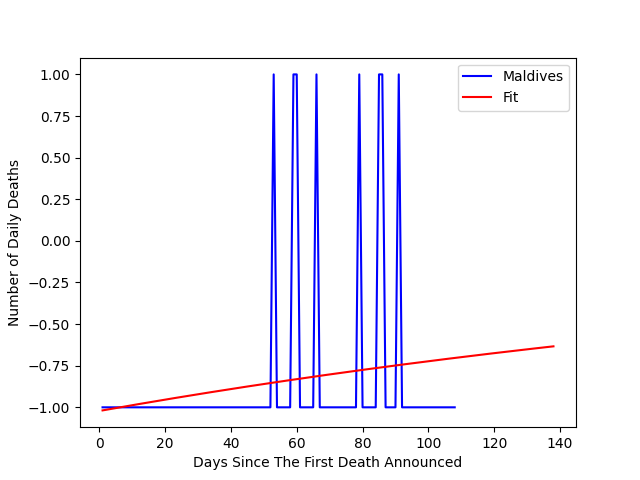 Maldives
Fit
1.00
0.75
0.50
0.25
0.00
−0.25
−0.50
−0.75
−1.00
Number of Daily Deaths
0 20 40 60 80 100 120 140
Days Since The First Death Announced